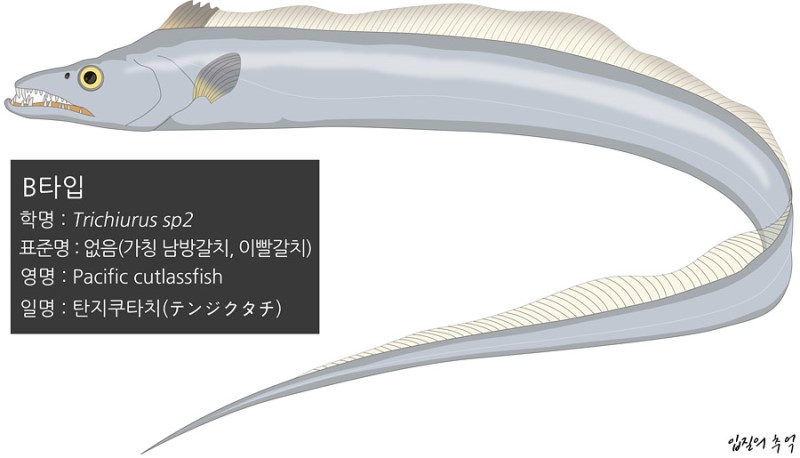 B타입
학명 : Trichiurus sp2
표준명 : 없음(가칭 남방갈치, 이빨갈치)
영명 : Pacific cutlassfish
일명 : 탄지쿠타치(テンジクタチ)
입질의 추억